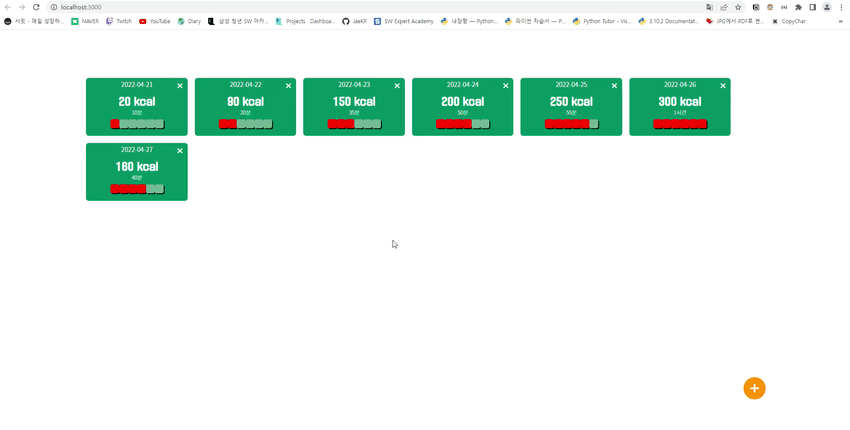 localhost:3000
서핏 - 매일 성장하...
NAVER
Twitch
YouTube
Diary
삼성 청년 SW 아카...
Projects · Dashboa...
JaeKP
SW Expert Academy
내장형 — Python...
파이썬 자습서 — P...
Python Tutor - Vis...
3.10.2 Documentat...
JPG에서 PDF로 변...
CopyChar
»
2022-04-21
20 kcal
10분
2022-04-22
90 kcal
20분
2022-04-23
150 kcal
35분
2022-04-24
200 kcal
50분
2022-04-25
250 kcal
55분
2022-04-26
300 kcal
1시간
2022-04-27
160 kcal
40분